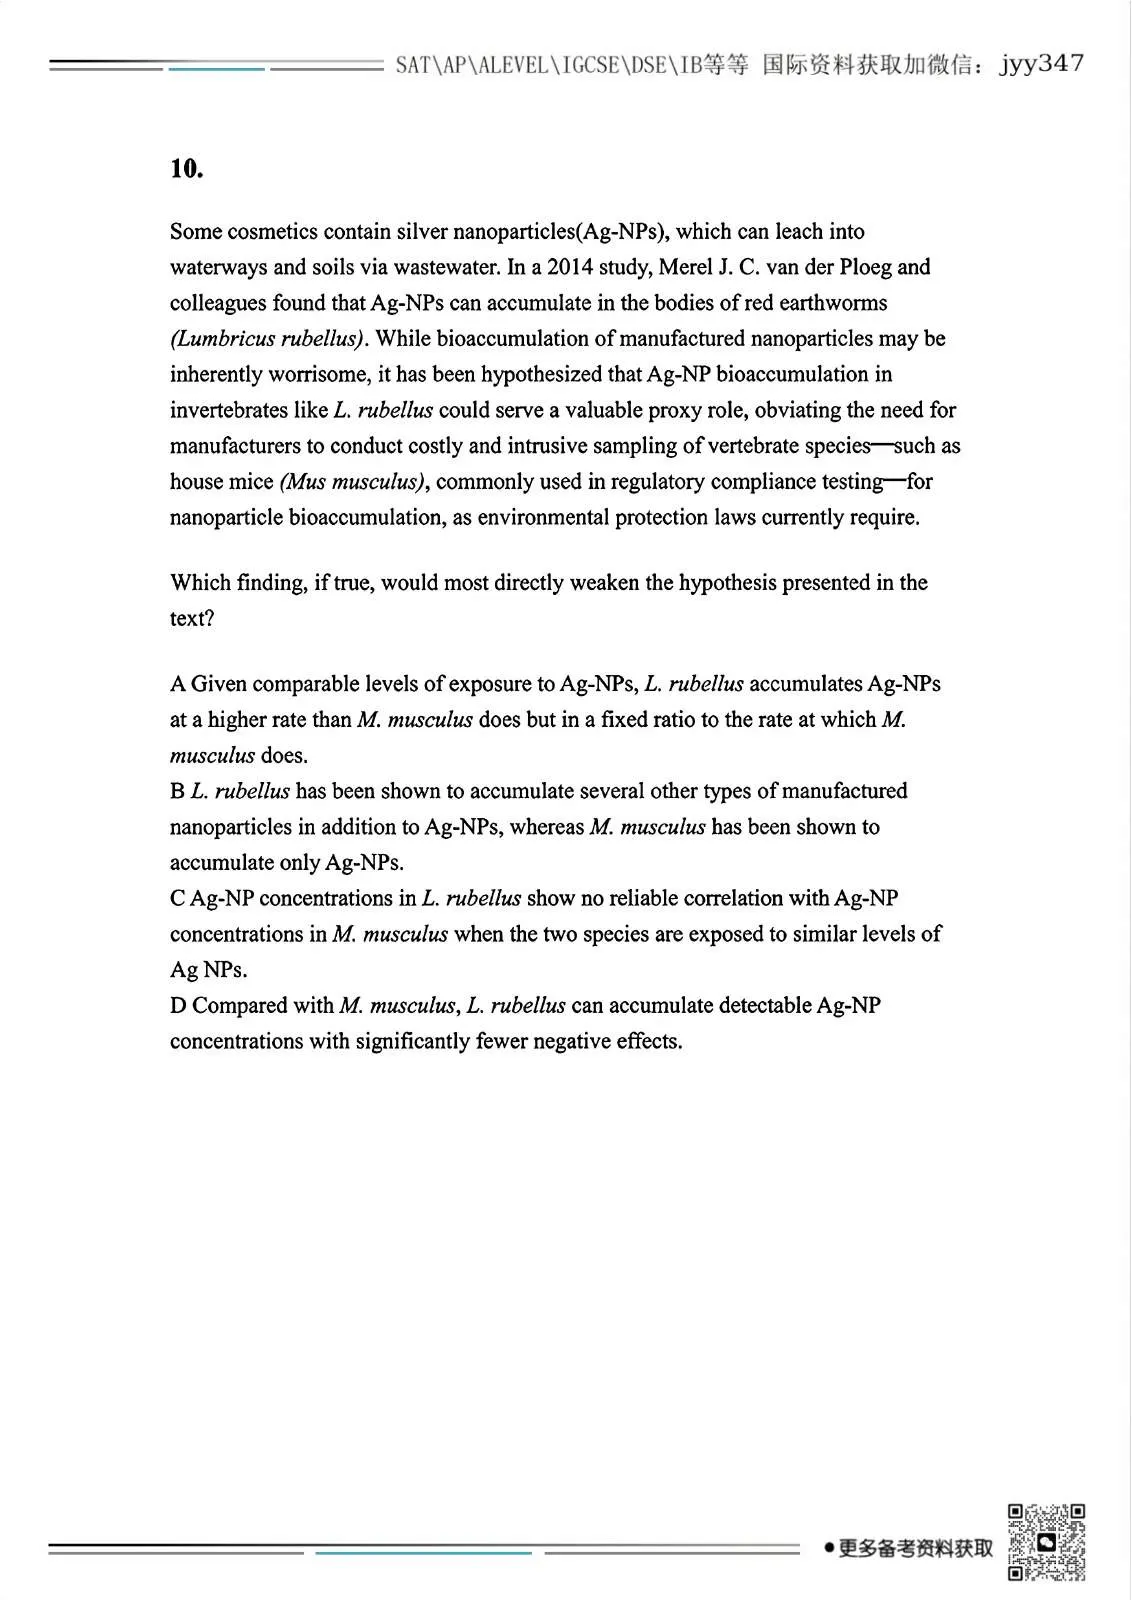 SAT\AP\ALEVEL\IGCSE\DSE\IB等等 国际资料获取加微信：jyy347
10.
Some cosmetics contain silver nanoparticles(Ag-NPs), which can leach into
waterways and soils via wastewater. In a 2014 study, Merel J. C. van der Ploeg and
colleagues found that Ag-NPs can accumulate in the bodies of red earthworms
(Lumbricus rubellus). While bioaccumulation of manufactured nanoparticles may be
inherently worrisome, it has been hypothesized that Ag-NP bioaccumulation in
invertebrates like L. rubellus could serve a valuable proxy role, obviating the need for
manufacturers to conduct costly and intrusive sampling of vertebrate species—such as
house mice (Mus musculus), commonly used in regulatory compliance testing—for
nanoparticle bioaccumulation, as environmental protection laws currently require.
Which finding, if true, would most directly weaken the hypothesis presented in the
text?
A Given comparable levels of exposure to Ag-NPs, L. rubellus accumulates Ag-NPs
at a higher rate than M. musculus does but in a fixed ratio to the rate at which M.
musculus does.
B L. rubellus has been shown to accumulate several other types of manufactured
nanoparticles in addition to Ag-NPs, whereas M. musculus has been shown to
accumulate only Ag-NPs.
C Ag-NP concentrations in L. rubellus show no reliable correlation with Ag-NP
concentrations in M. musculus when the two species are exposed to similar levels of
Ag NPs.
D Compared with M. musculus, L. rubellus can accumulate detectable Ag-NP
concentrations with significantly fewer negative effects.
●更多备考资料获取